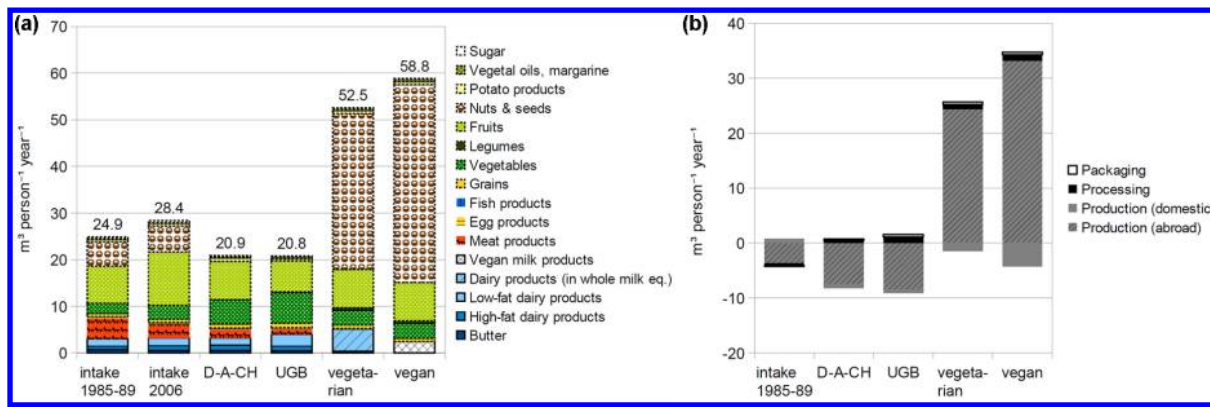 (a)
m³ person⁻¹ year⁻¹
70
60
50
40
30
20
10
0
24.9
28.4
20.9
20.8
52.5
58.8
intake
1985-89
intake
2006
D-A-CH
UGB
vegeta-
rian
vegan
Sugar
Vegetal oils, margarine
Potato products
Nuts & seeds
Fruits
Legumes
Vegetables
Grains
Fish products
Egg products
Meat products
Vegan milk products
Dairy products (in whole milk eq.)
Low-fat dairy products
High-fat dairy products
Butter
(b)
m³ person⁻¹ year⁻¹
40
30
20
10
0
-10
-20
intake
1985-89
D-A-CH
UGB
vegeta-
rian
vegan
Packaging
Processing
Production (domestic
Production (abroad)